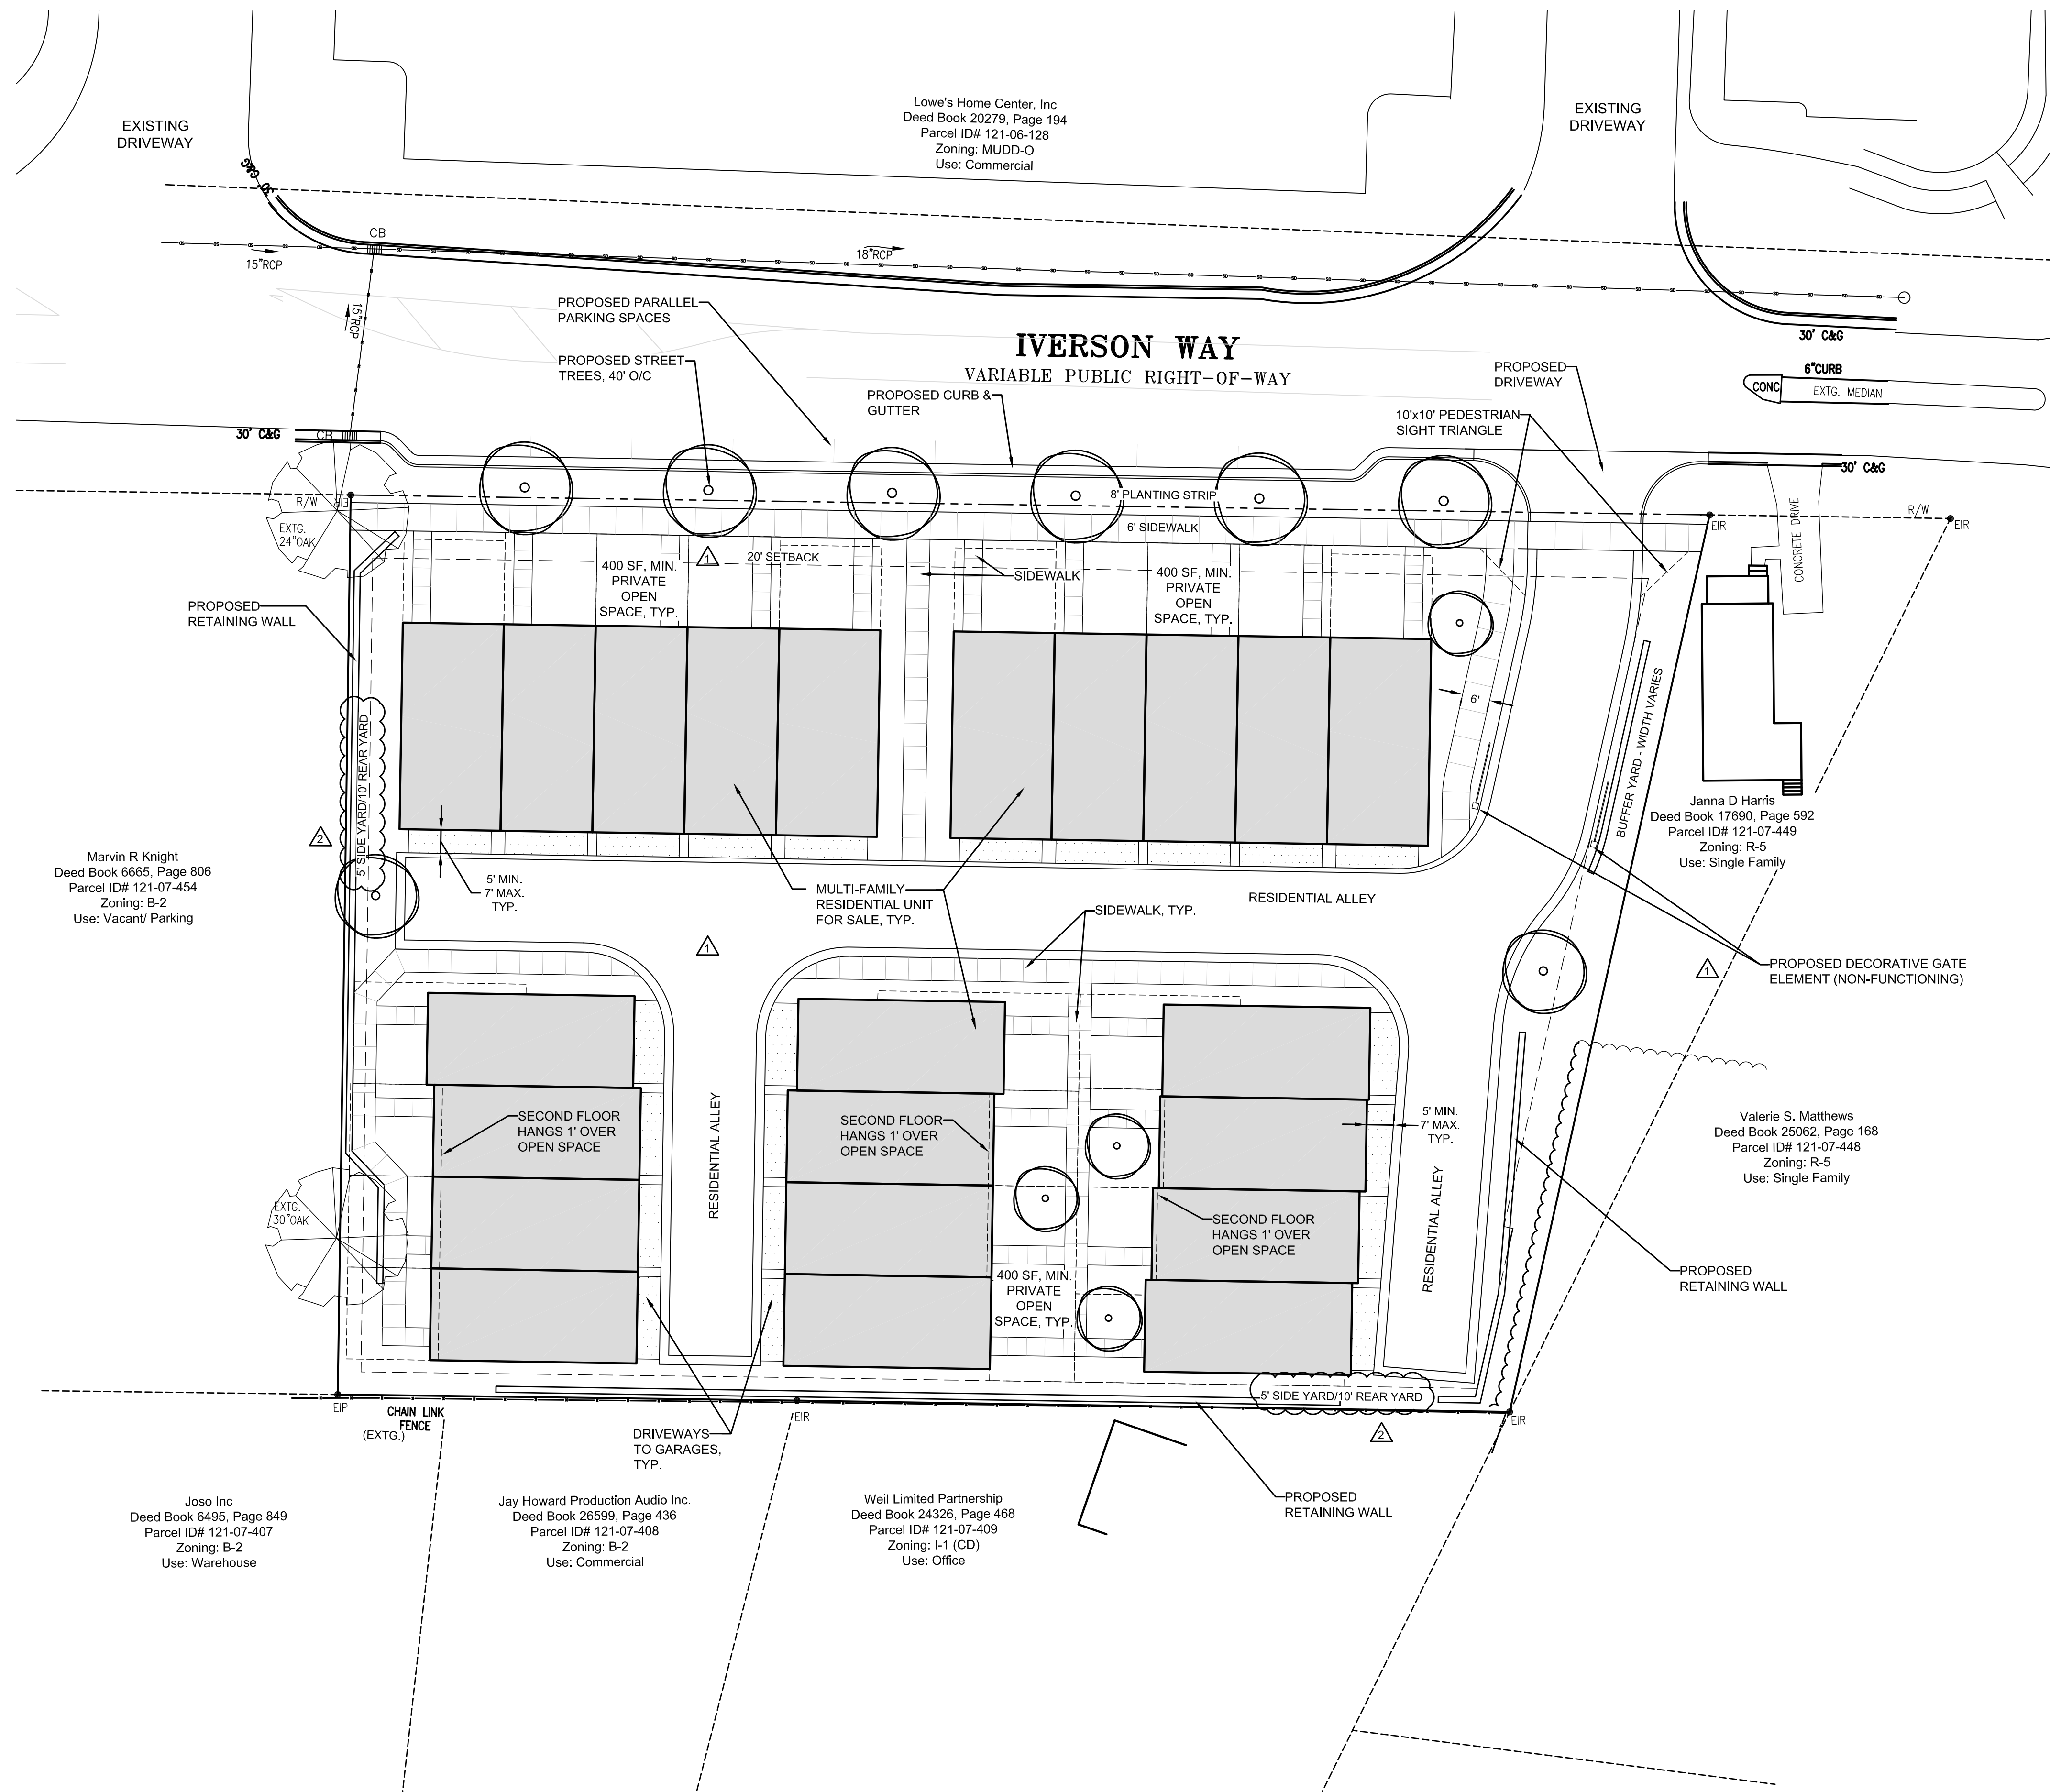 EXISTING
DRIVEWAY
Lowe's Home Center, Inc
Deed Book 20279, Page 194
Parcel ID# 121-06-128
Zoning: MUDD-O
Use: Commercial
EXISTING
DRIVEWAY
30' C&G
CB
15"RCP
18"RCP
15"RCP
PROPOSED PARALLEL
PARKING SPACES
IVERSON WAY
VARIABLE PUBLIC RIGHT-OF-WAY
30' C&G
6"CURB
CONC
EXTG. MEDIAN
PROPOSED STREET
TREES, 40' O/C
PROPOSED CURB &
GUTTER
PROPOSED
DRIVEWAY
10'x10' PEDESTRIAN
SIGHT TRIANGLE
30' C&G
CB
30' C&G
R/W
EIP
8' PLANTING STRIP
6' SIDEWALK
EIR
R/W
EIR
CONCRETE DRIVE
EXTG.
24"OAK
1
20' SETBACK
400 SF, MIN.
PRIVATE
OPEN
SPACE, TYP.
SIDEWALK
400 SF, MIN.
PRIVATE
OPEN
SPACE, TYP.
PROPOSED
RETAINING WALL
6'
BUFFER YARD - WIDTH VARIES
5' SIDE YARD/10' REAR YARD
2
Janna D Harris
Deed Book 17690, Page 592
Parcel ID# 121-07-449
Zoning: R-5
Use: Single Family
Marvin R Knight
Deed Book 6665, Page 806
Parcel ID# 121-07-454
Zoning: B-2
Use: Vacant/ Parking
5' MIN.
7' MAX.
TYP.
MULTI-FAMILY
RESIDENTIAL UNIT
FOR SALE, TYP.
RESIDENTIAL ALLEY
SIDEWALK, TYP.
1
1
PROPOSED DECORATIVE GATE
ELEMENT (NON-FUNCTIONING)
SECOND FLOOR
HANGS 1' OVER
OPEN SPACE
RESIDENTIAL ALLEY
SECOND FLOOR
HANGS 1' OVER
OPEN SPACE
5' MIN.
7' MAX.
TYP.
Valerie S. Matthews
Deed Book 25062, Page 168
Parcel ID# 121-07-448
Zoning: R-5
Use: Single Family
EXTG.
30"OAK
SECOND FLOOR
HANGS 1' OVER
OPEN SPACE
RESIDENTIAL ALLEY
400 SF, MIN.
PRIVATE
OPEN
SPACE, TYP.
PROPOSED
RETAINING WALL
5' SIDE YARD/10' REAR YARD
EIP
CHAIN LINK
FENCE
(EXTG.)
EIR
EIR
2
DRIVEWAYS
TO GARAGES,
TYP.
PROPOSED
RETAINING WALL
Joso Inc
Deed Book 6495, Page 849
Parcel ID# 121-07-407
Zoning: B-2
Use: Warehouse
Jay Howard Production Audio Inc.
Deed Book 26599, Page 436
Parcel ID# 121-07-408
Zoning: B-2
Use: Commercial
Weil Limited Partnership
Deed Book 24326, Page 468
Parcel ID# 121-07-409
Zoning: I-1 (CD)
Use: Office